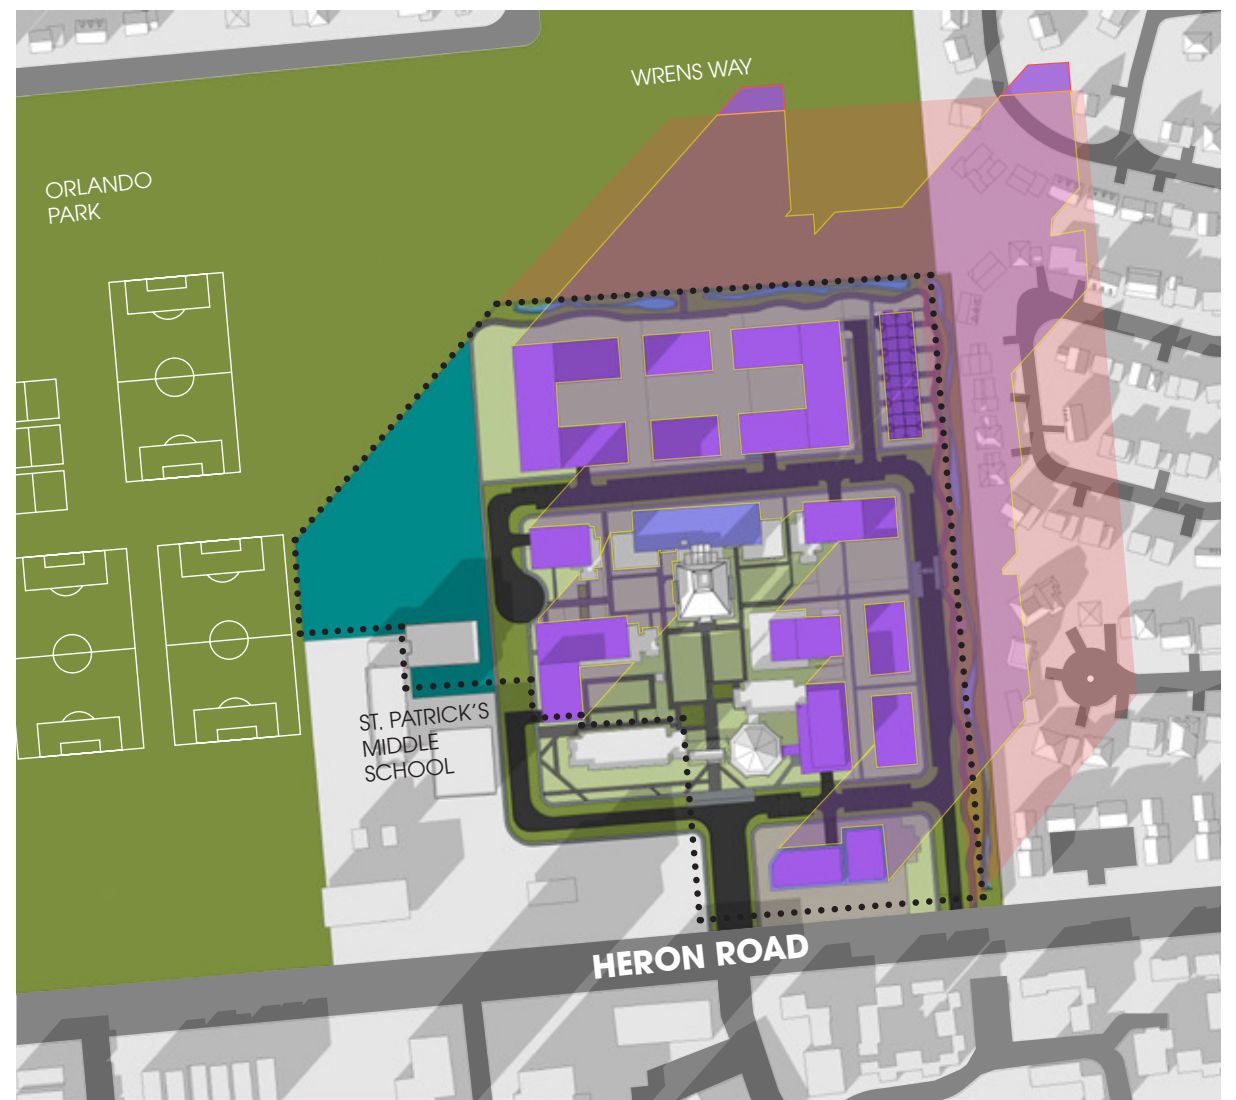 WRENS WAY
ORLANDO
PARK
ST. PATRICK'S
MIDDLE
SCHOOL
HERON ROAD